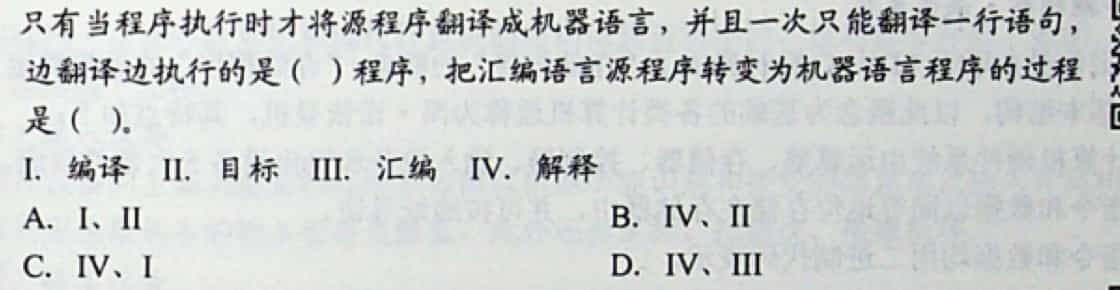 只有当程序执行时才将源程序翻译成机器语言，并且一次只能翻译一行语句，
边翻译边执行的是（ ）程序，把汇编语言源程序转变为机器语言程序的过程
是（ ）。
I. 编译 II. 目标 III. 汇编 IV. 解释
A. I、II B. IV、II
C. IV、I D. IV、III